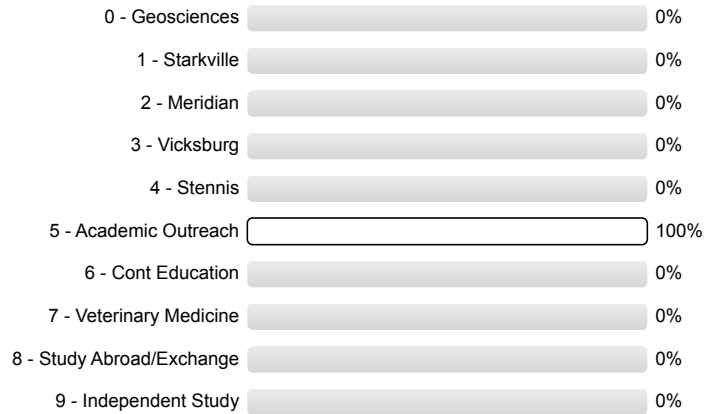 0 - Geosciences 0%
1 - Starkville 0%
2 - Meridian 0%
3 - Vicksburg 0%
4 - Stennis 0%
5 - Academic Outreach 100%
6 - Cont Education 0%
7 - Veterinary Medicine 0%
8 - Study Abroad/Exchange 0%
9 - Independent Study 0%